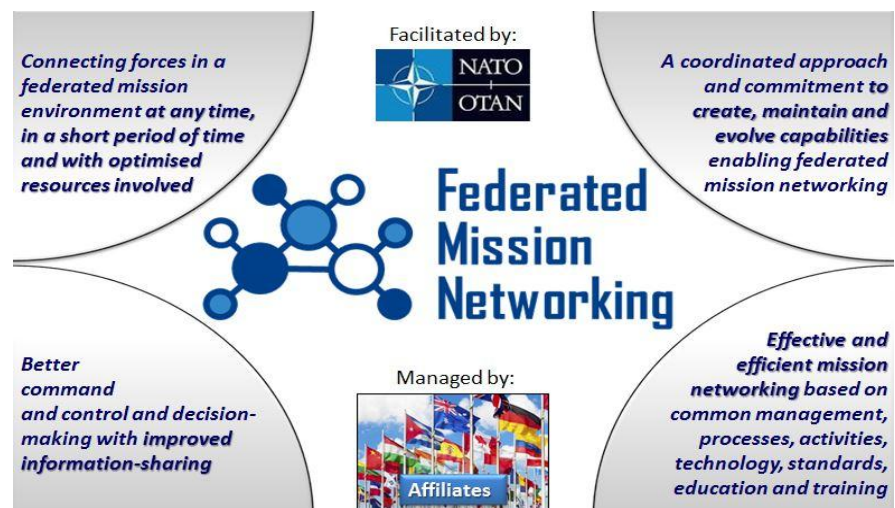 Connecting forces in a
federated mission
environment at any time,
in a short period of time
and with optimised
resources involved
Facilitated by:
NATO
OTAN
A coordinated approach
and commitment to
create, maintain and
evolve capabilities
enabling federated
mission networking
Federated
Mission
Networking
Better
command
and control and decision-
making with improved
information-sharing
Managed by:
Affiliates
Effective and
efficient mission
networking based on
common management,
processes, activities,
technology, standards,
education and training